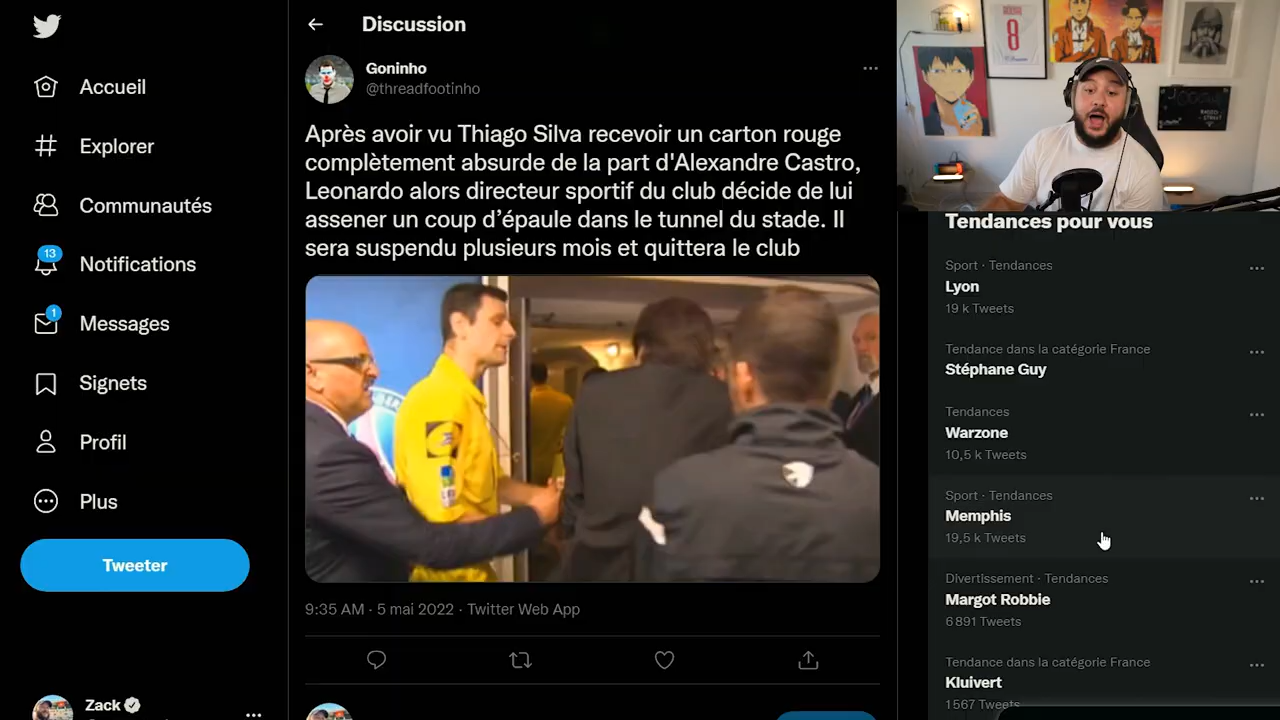 Discussion
Accueil
Explorer
Communautés
13
Notifications
1
Messages
Signets
Profil
Plus
Tweeter
Zack
Goninho
@threadfootinho
Après avoir vu Thiago Silva recevoir un carton rouge
complètement absurde de la part d'Alexandre Castro,
Leonardo alors directeur sportif du club décide de lui
assener un coup d’épaule dans le tunnel du stade. Il
sera suspendu plusieurs mois et quittera le club
9:35 AM · 5 mai 2022 · Twitter Web App
8
Tendances pour vous
Sport · Tendances
Lyon
19 k Tweets
Tendance dans la catégorie France
Stéphane Guy
Tendances
Warzone
10,5 k Tweets
Sport · Tendances
Memphis
19,5 k Tweets
Divertissement · Tendances
Margot Robbie
6 891 Tweets
Tendance dans la catégorie France
Kluivert
1 567 Tweets